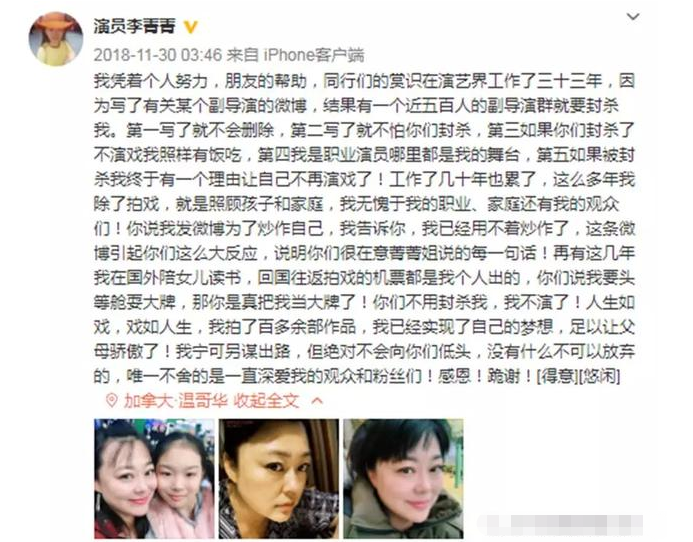 演员李菁菁
2018-11-30 03:46 来自 iPhone客户端
我凭着个人努力，朋友的帮助，同行们的赏识在演艺界工作了三十三年，因
为写了有关某个副导演的微博，结果有一个近五百人的副导演群就要封杀
我。第一写了就不会删除，第二写了就不怕你们封杀，第三如果你们封杀了
不演戏我照样有饭吃，第四我是职业演员哪里都是我的舞台，第五如果被封
杀我终于有一个理由让自己不再演戏了！工作了几十年也累了，这么多年我
除了拍戏，就是照顾孩子和家庭，我无愧于我的职业、家庭还有我的观众
们！你说我发微博为了炒作自己，我告诉你，我已经用不着炒作了，这条微
博引起你们这么大反应，说明你们很在意菁菁姐说的每一句话！再有这几年
我在国外陪女儿读书，回国往返拍戏的机票都是我个人出的，你们说我要头
等舱耍大牌，那你是真把我当大牌了！你们不用封杀我，我不演了！人生如
戏，戏如人生，我拍了百多余部作品，我已经实现了自己的梦想，足以让父
母骄傲了！我宁可另谋出路，但绝对不会向你们低头，没有什么不可以放弃
的，唯一不舍的是一直深爱我的观众和粉丝们！感恩！跪谢！[得意][悠闲]
加拿大·温哥华 收起全文